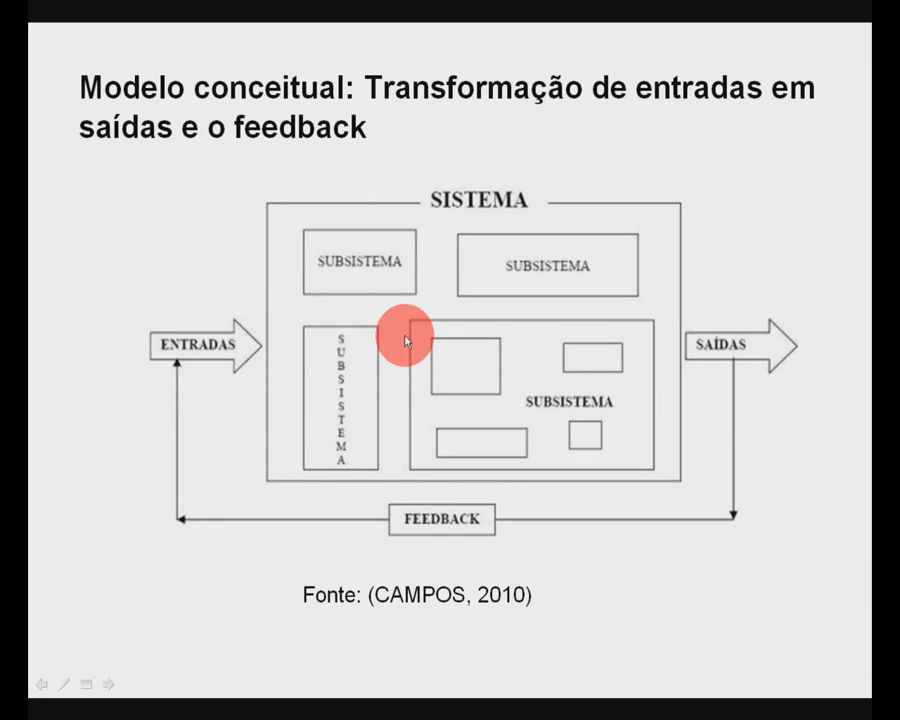 Modelo conceitual: Transformação de entradas em
saídas e o feedback
SISTEMA
SUBSISTEMA
SUBSISTEMA
ENTRADAS
SUBSISTEMA
SUBSISTEMA
SAÍDAS
FEEDBACK
Fonte: (CAMPOS, 2010)